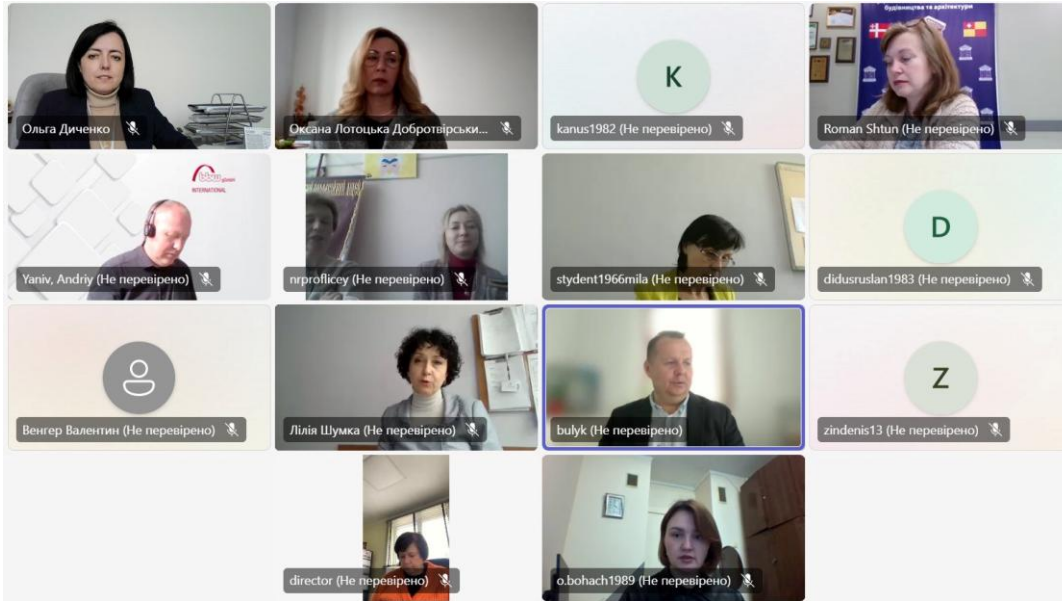 будівництва та архітектури
K
Ольга Диченко
Оксана Лотоцька Добротвірськи...
kanus1982 (Не перевірено)
Roman Shtun (Не перевірено)
bbw gruppe
INTERNATIONAL
D
Yaniv, Andriy (Не перевірено)
nrproflicey (Не перевірено)
stydent1966mila (Не перевірено)
didusruslan1983 (Не перевірено)
Z
Венгер Валентин (Не перевірено)
Лілія Шумка (Не перевірено)
bulyk (Не перевірено)
zindenis13 (Не перевірено)
director (Не перевірено)
o.bohach1989 (Не перевірено)